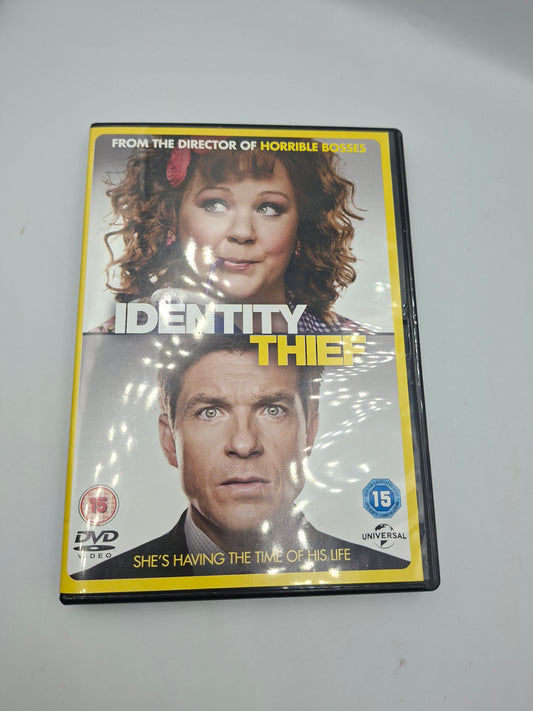 FROM THE DIRECTOR OF HORRIBLE BOSSES
IDENTITY
THIEF
15
15
DVD
VIDEO
UNIVERSAL
SHE'S HAVING THE TIME OF HIS LIFE